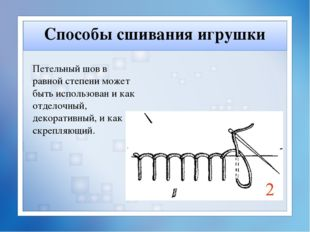 Способы сшивания игрушки
Петельный шов в
равной степени может
быть использован и как
отделочный,
декоративный, и как
скрепляющий.
2